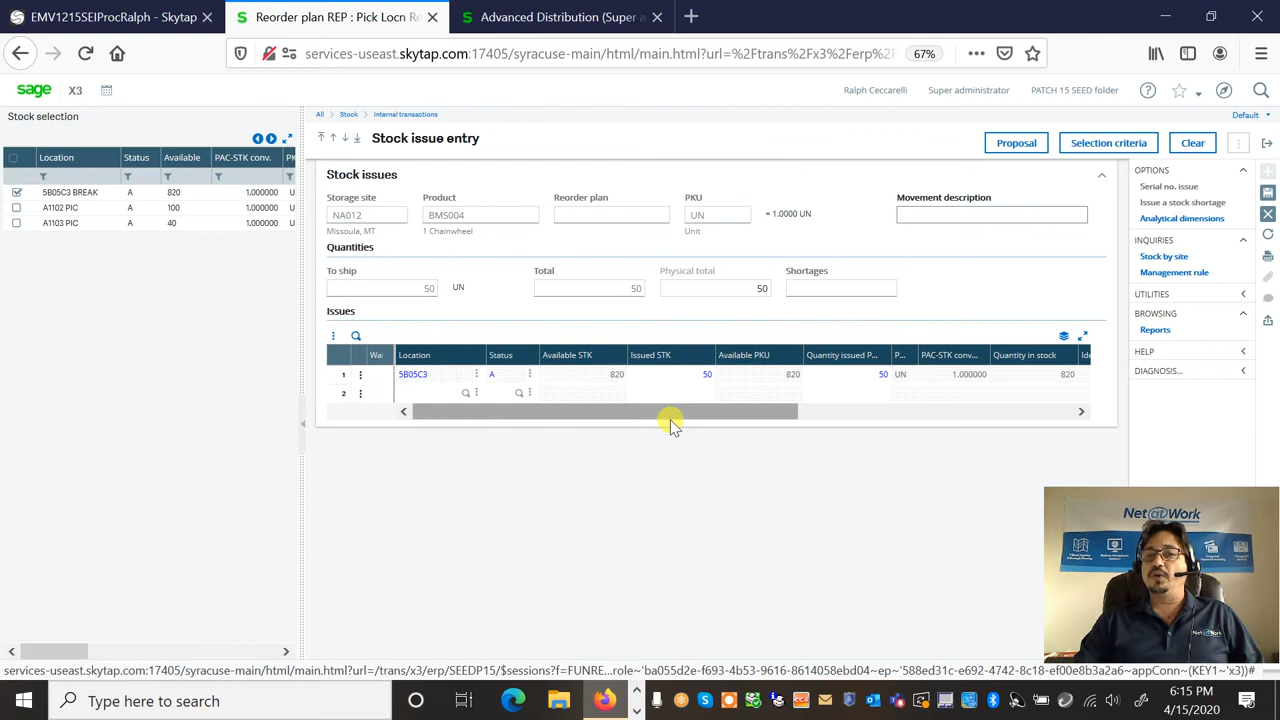 EMV1215SEIProcRalph - Skytap
Reorder plan REP : Pick Locn Re
Advanced Distribution (Super a
services-useast.skytap.com:17405/syracuse-main/html/main.html?url=%2Ftrans%2Fx3%2Ferp%2F
67%
sage X3
Ralph Ceccarelli Super administrator PATCH 15 SEED folder
Stock selection
Location Status Available PAC-STK conv.
5B05C3 BREAK A 820 1.000000 U
A1102 PIC A 100 1.000000 U
A1103 PIC A 40 1.000000 U
All Stock Internal transactions
Default
Stock issue entry
Proposal Selection criteria Clear
Stock issues
Storage site Product Reorder plan PKU Movement description
NA012 BMS004 UN = 1.0000 UN
Missoula, MT 1 Chainwheel Unit
Quantities
To ship Total Physical total Shortages
50 UN 50 50
Issues
Wai Location Status Available STK Issued STK Available PKU Quantity issued P... P... PAC-STK conv... Quantity in stock Ide
1 5B05C3 A 820 50 820 50 UN 1.000000 820
2
OPTIONS
Serial no. issue
Issue a stock shortage
Analytical dimensions
INQUIRIES
Stock by site
Management rule
UTILITIES
BROWSING
Reports
HELP
DIAGNOSIS...
Net@Work
Net@Work
services-useast.skytap.com:17405/syracuse-main/html/main.html?url=/trans/x3/erp/SEEDP15/$sessions?f=FUNRE...role~'ba055d2e-f693-4b53-9616-8614058ebd04~ep~'588ed31c-e692-4742-8c18-ef00e8b3a2a6~appConn~(KEY1~'x3))#
Type here to search
6:15 PM
4/15/2020